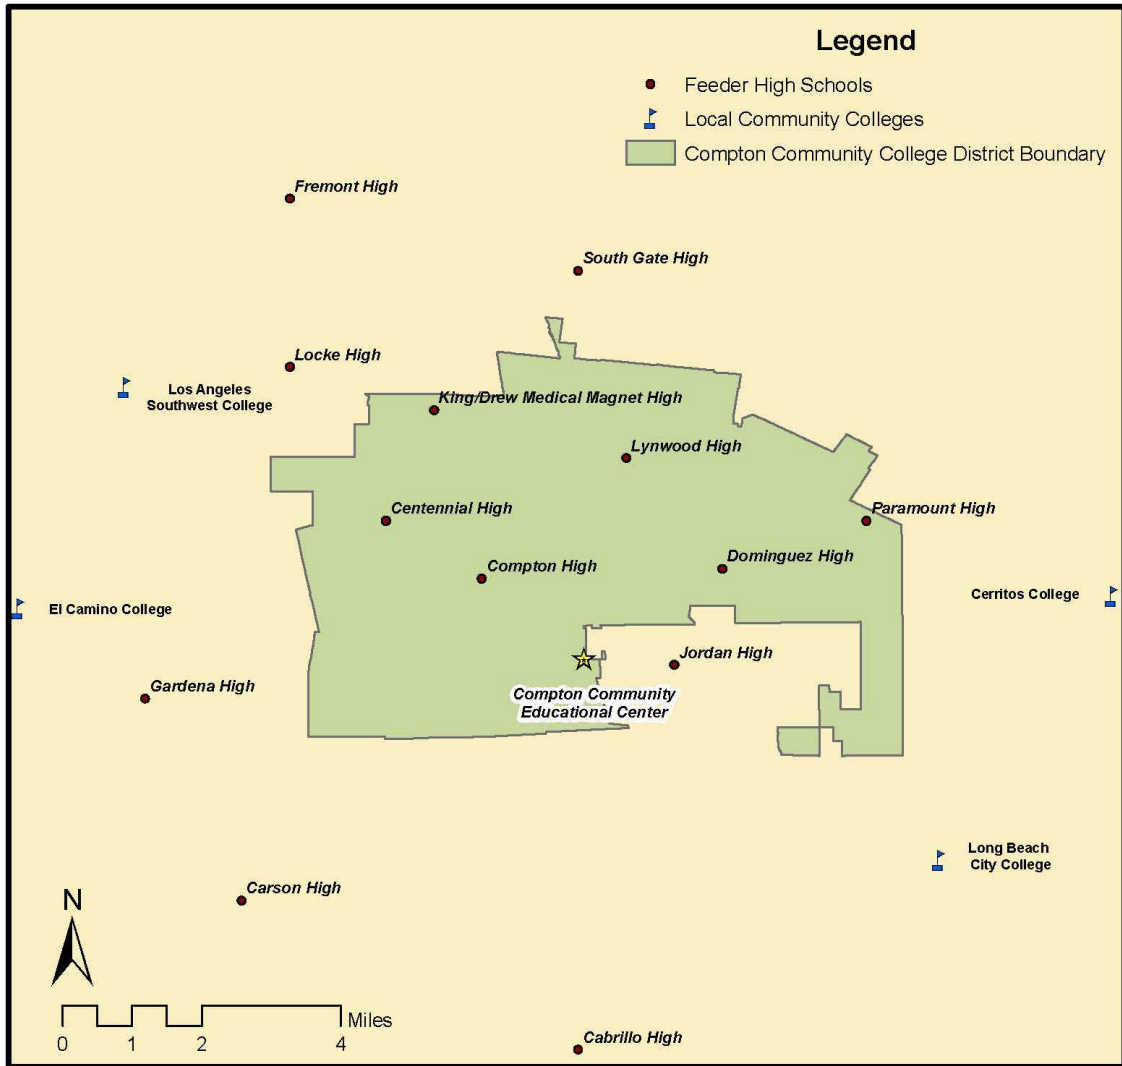 Legend
Feeder High Schools
Local Community Colleges
Compton Community College District Boundary
Fremont High
South Gate High
Locke High
Los Angeles
Southwest College
King/Drew Medical Magnet High
Lynwood High
Centennial High
Paramount High
Compton High
Dominguez High
El Camino College
Cerritos College
Jordan High
Gardena High
Compton Community
Educational Center
Long Beach
City College
Carson High
N
Miles
0 1 2 4
Cabrillo High